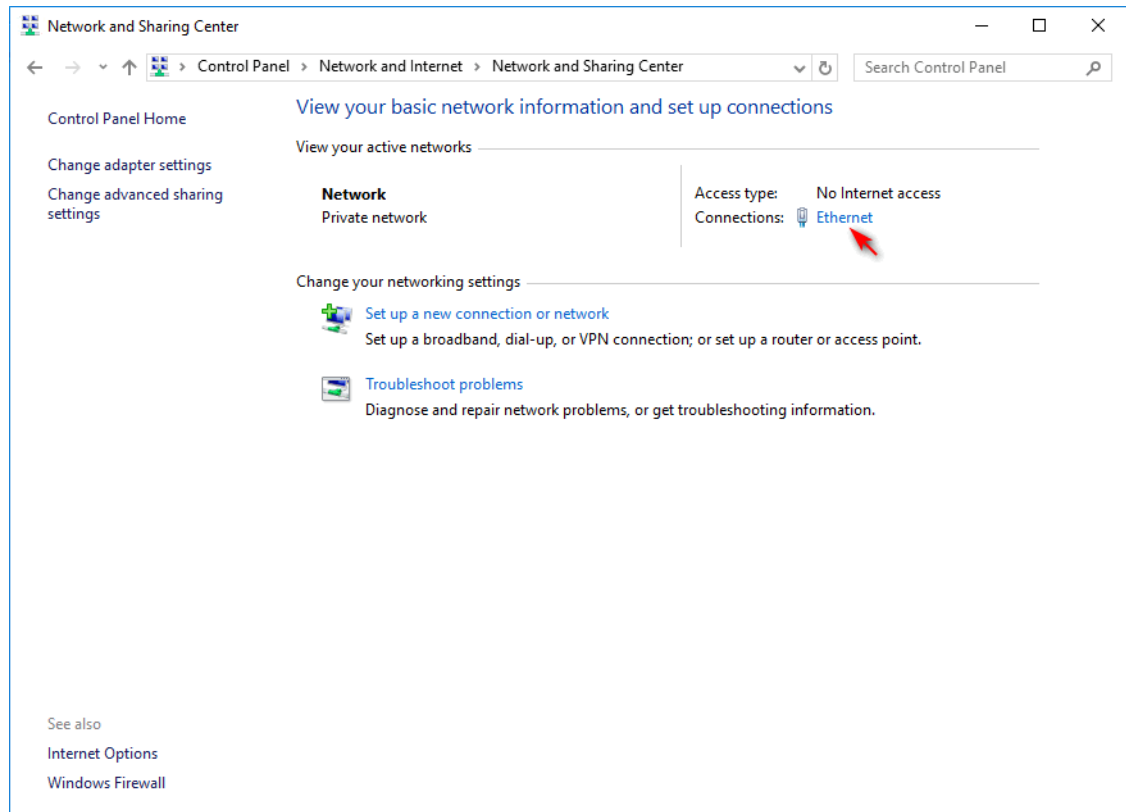 Network and Sharing Center
Control Panel > Network and Internet > Network and Sharing Center
Search Control Panel
Control Panel Home
Change adapter settings
Change advanced sharing
settings
View your basic network information and set up connections
View your active networks
Network
Private network
Access type: No Internet access
Connections: Ethernet
Change your networking settings
Set up a new connection or network
Set up a broadband, dial-up, or VPN connection; or set up a router or access point.
Troubleshoot problems
Diagnose and repair network problems, or get troubleshooting information.
See also
Internet Options
Windows Firewall